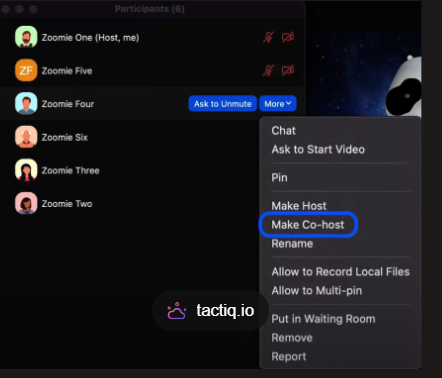 Participants (6)
Zoomie One (Host, me)
ZF Zoomie Five
Zoomie Four Ask to Unmute More
Zoomie Six
Zoomie Three
Zoomie Two
Chat
Ask to Start Video
Pin
Make Host
Make Co-host
Rename
Allow to Record Local Files
Allow to Multi-pin
Put in Waiting Room
Remove
Report
tactiq.io